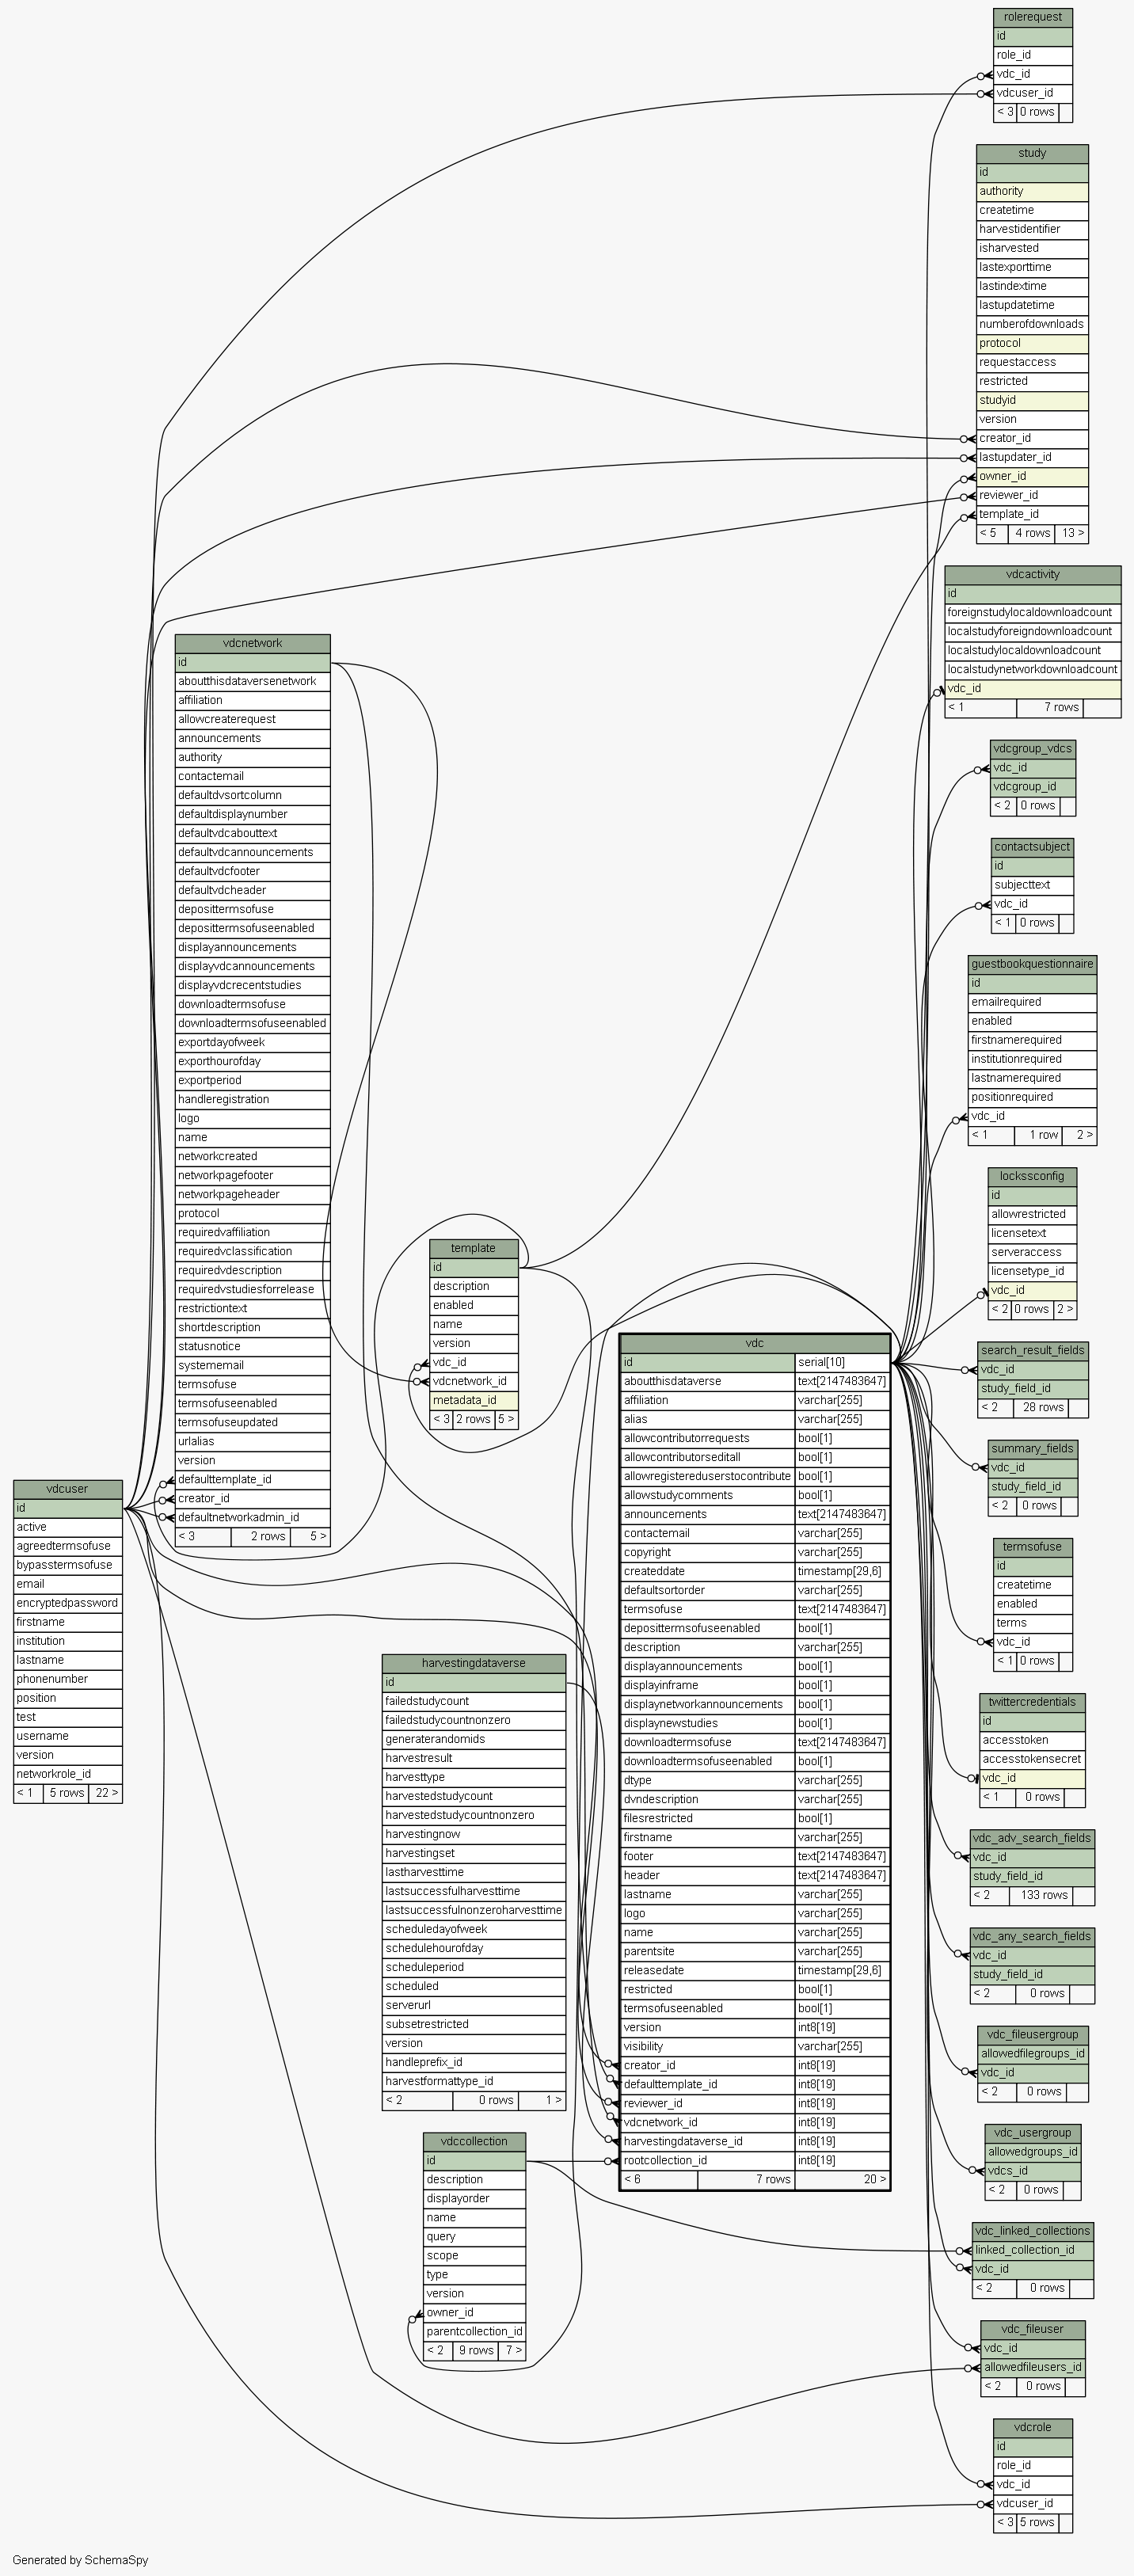 rolerequest
id
role_id
vdc_id
vdcuser_id
< 3 0 rows
study
id
authority
createtime
harvestidentifier
isharvested
lastexporttime
lastindextime
lastupdatetime
numberofdownloads
protocol
requestaccess
restricted
studyid
version
creator_id
lastupdater_id
owner_id
reviewer_id
template_id
< 5 4 rows 13 >
vdcactivity
id
foreignstudylocaldownloadcount
localstudyforeigndownloadcount
localstudylocaldownloadcount
localstudynetworkdownloadcount
vdc_id
< 1 7 rows
vdcnetwork
id
aboutthisdataversenetwork
affiliation
allowcreaterequest
announcements
authority
contactemail
defaultdvsortcolumn
defaultdisplaynumber
defaultvdcabouttext
defaultvdcannouncements
defaultvdcfooter
defaultvdcheader
deposittermsofuse
deposittermsofuseenabled
displayannouncements
displayvdcannouncements
displayvdcrecentstudies
downloadtermsofuse
downloadtermsofuseenabled
exportdayofweek
exporthourofday
exportperiod
handleregistration
logo
name
networkcreated
networkpagefooter
networkpageheader
protocol
requiredvaffiliation
requiredvclassification
requiredvdescription
requiredvstudiesforrelease
restrictiontext
shortdescription
statusnotice
systememail
termsofuse
termsofuseenabled
termsofuseupdated
urlalias
version
defaulttemplate_id
creator_id
defaultnetworkadmin_id
< 3 2 rows 5 >
vdcgroup_vdcs
vdc_id
vdcgroup_id
< 2 0 rows
contactsubject
id
subjecttext
vdc_id
< 1 0 rows
guestbookquestionnaire
id
emailrequired
enabled
firstnamerequired
institutionrequired
lastnamerequired
positionrequired
vdc_id
< 1 1 row 2 >
lockssconfig
id
allowrestricted
licensetext
serveraccess
licensetype_id
vdc_id
< 2 0 rows 2 >
template
id
description
enabled
name
version
vdc_id
vdcnetwork_id
metadata_id
< 3 2 rows 5 >
vdc
id serial[10]
aboutthisdataverse text[2147483647]
affiliation varchar[255]
alias varchar[255]
allowcontributorrequests bool[1]
allowcontributorseditall bool[1]
allowregistereduserstocontribute bool[1]
allowstudycomments bool[1]
announcements text[2147483647]
contactemail varchar[255]
copyright varchar[255]
createddate timestamp[29,6]
defaultsortorder varchar[255]
termsofuse text[2147483647]
deposittermsofuseenabled bool[1]
description varchar[255]
displayannouncements bool[1]
displayinframe bool[1]
displaynetworkannouncements bool[1]
displaynewstudies bool[1]
downloadtermsofuse text[2147483647]
downloadtermsofuseenabled bool[1]
dtype varchar[255]
dvndescription varchar[255]
filesrestricted bool[1]
firstname varchar[255]
footer text[2147483647]
header text[2147483647]
lastname varchar[255]
logo varchar[255]
name varchar[255]
parentsite varchar[255]
releasedate timestamp[29,6]
restricted bool[1]
termsofuseenabled bool[1]
version int8[19]
visibility varchar[255]
creator_id int8[19]
defaulttemplate_id int8[19]
reviewer_id int8[19]
vdcnetwork_id int8[19]
harvestingdataverse_id int8[19]
rootcollection_id int8[19]
< 6 7 rows 20 >
search_result_fields
vdc_id
study_field_id
< 2 28 rows
summary_fields
vdc_id
study_field_id
< 2 0 rows
vdcuser
id
active
agreedtermsofuse
bypasstermsofuse
email
encryptedpassword
firstname
institution
lastname
phonenumber
position
test
username
version
networkrole_id
< 1 5 rows 22 >
termsofuse
id
createtime
enabled
terms
vdc_id
< 1 0 rows
harvestingdataverse
id
failedstudycount
failedstudycountnonzero
generaterandomids
harvestresult
harvesttype
harvestedstudycount
harvestedstudycountnonzero
harvestingnow
harvestingset
lastharvesttime
lastsuccessfulharvesttime
lastsuccessfulnonzeroharvesttime
scheduledayofweek
schedulehourofday
scheduleperiod
scheduled
serverurl
subsetrestricted
version
handleprefix_id
harvestformattype_id
< 2 0 rows 1 >
twittercredentials
id
accesstoken
accesstokensecret
vdc_id
< 1 0 rows
vdc_adv_search_fields
vdc_id
study_field_id
< 2 133 rows
vdc_any_search_fields
vdc_id
study_field_id
< 2 0 rows
vdc_fileusergroup
allowedfilegroups_id
vdc_id
< 2 0 rows
vdc_usergroup
allowedgroups_id
vdcs_id
< 2 0 rows
vdccollection
id
description
displayorder
name
query
scope
type
version
owner_id
parentcollection_id
< 2 9 rows 7 >
vdc_linked_collections
linked_collection_id
vdc_id
< 2 0 rows
vdc_fileuser
vdc_id
allowedfileusers_id
< 2 0 rows
vdcrole
id
role_id
vdc_id
vdcuser_id
< 3 5 rows
Generated by SchemaSpy